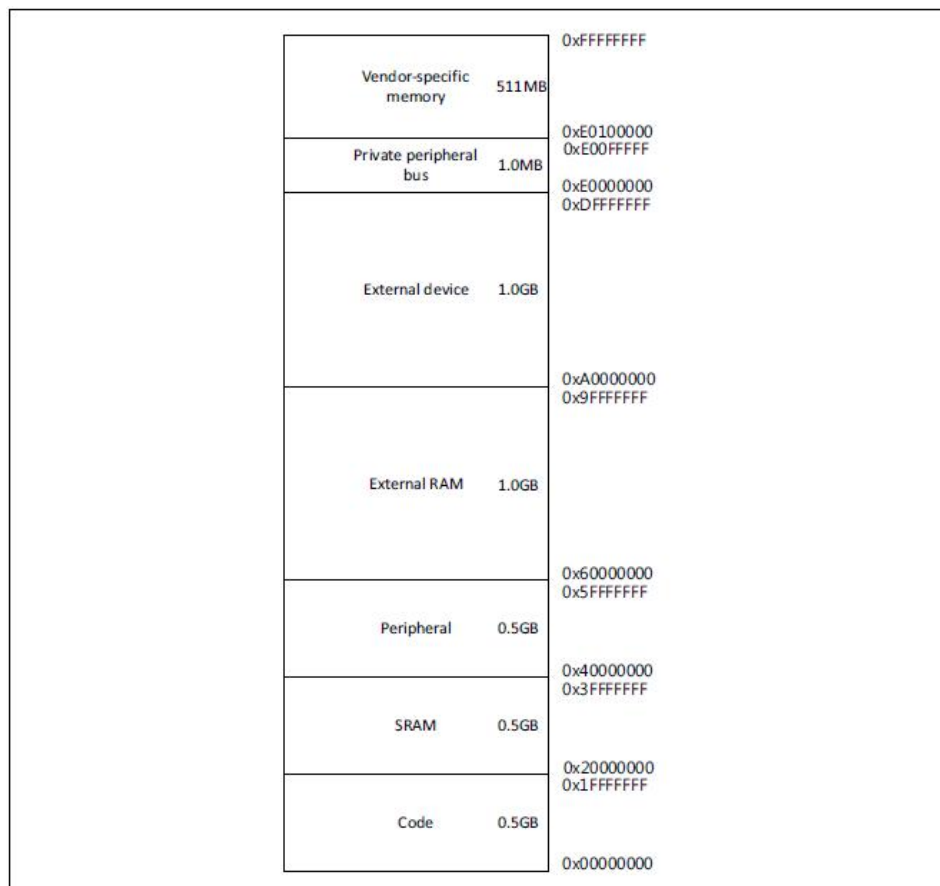 0xFFFFFFFF
Vendor-specific
memory
511MB
0xE0100000
0xE00FFFFF
Private peripheral
bus
1.0MB
0xE0000000
0xDFFFFFFF
External device 1.0GB
0xA0000000
0x9FFFFFFF
External RAM 1.0GB
0x60000000
0x5FFFFFFF
Peripheral 0.5GB
0x40000000
0x3FFFFFFF
SRAM 0.5GB
0x20000000
0x1FFFFFFF
Code 0.5GB
0x00000000